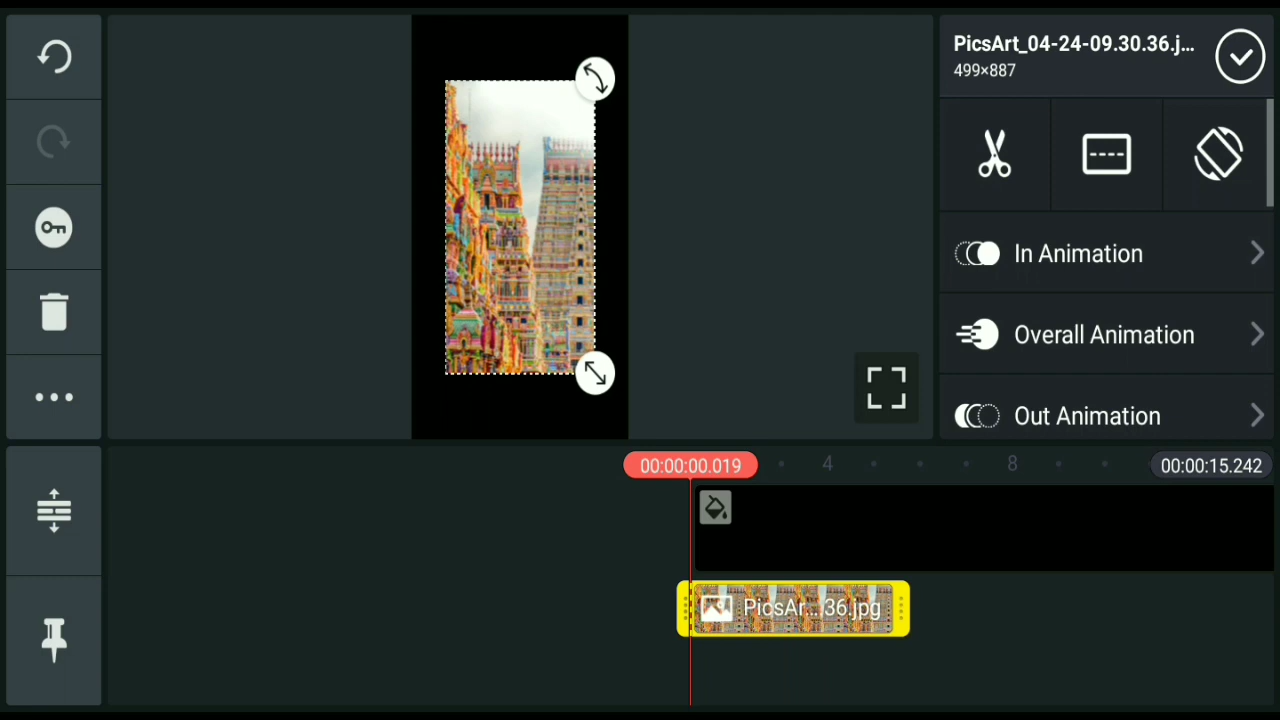 PicsArt_04-24-09.30.36.j...
499×887
In Animation
Overall Animation
Out Animation
00:00:00.019
4
8
00:00:15.242
PicsAr...36.jpg